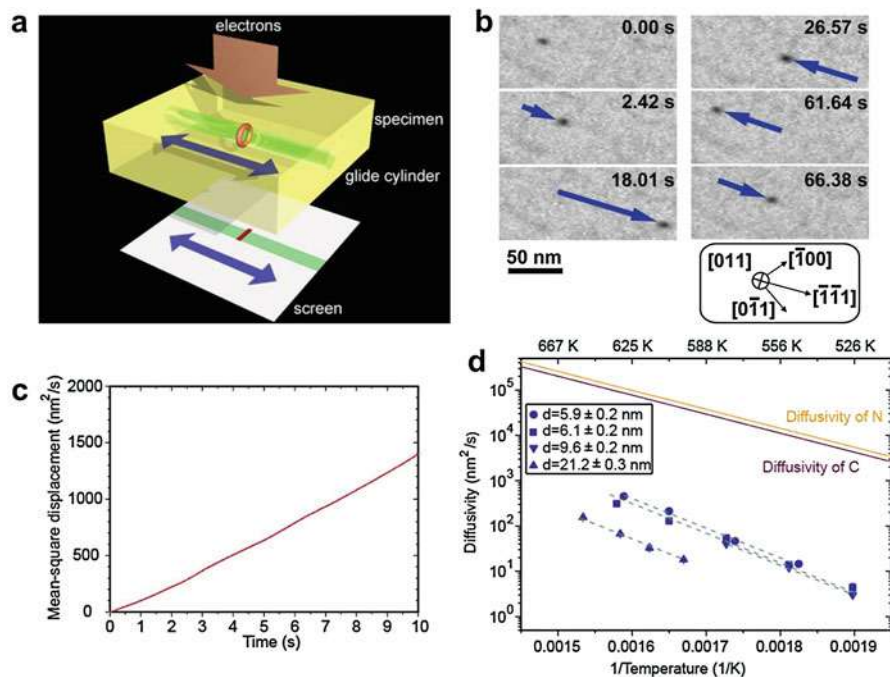 a
electrons
specimen
glide cylinder
screen
b
0.00 s
26.57 s
2.42 s
61.64 s
18.01 s
66.38 s
50 nm
[011]
[1̄00]
[1̄1̄1]
[01̄1]
c
Mean-square displacement (nm²/s)
2000
1500
1000
500
0
0 1 2 3 4 5 6 7 8 9 10
Time (s)
d
667 K 625 K 588 K 556 K 526 K
Diffusivity (nm²/s)
10⁵
10⁴
10³
10²
10¹
10⁰
d=5.9 ± 0.2 nm
d=6.1 ± 0.2 nm
d=9.6 ± 0.2 nm
d=21.2 ± 0.3 nm
Diffusivity of N
Diffusivity of C
0.0015 0.0016 0.0017 0.0018 0.0019
1/Temperature (1/K)